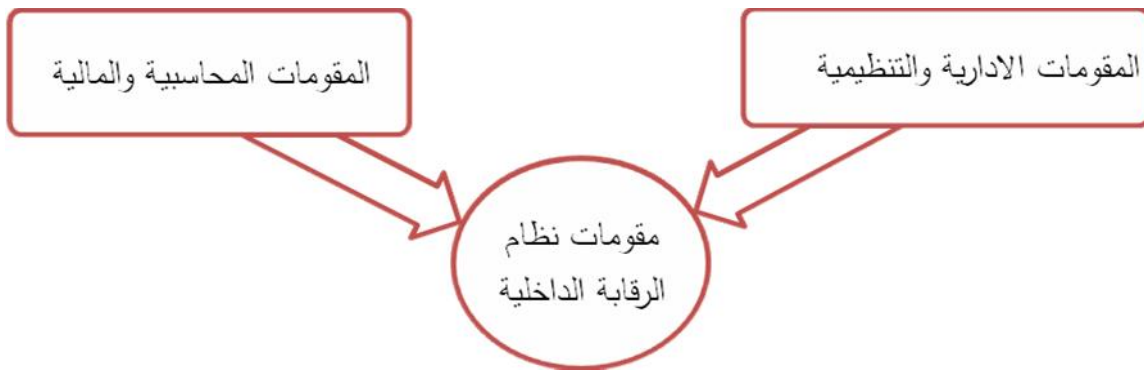 المقومات الادارية والتنظيمية
المقومات المحاسبية والمالية
مقومات نظام
الرقابة الداخلية